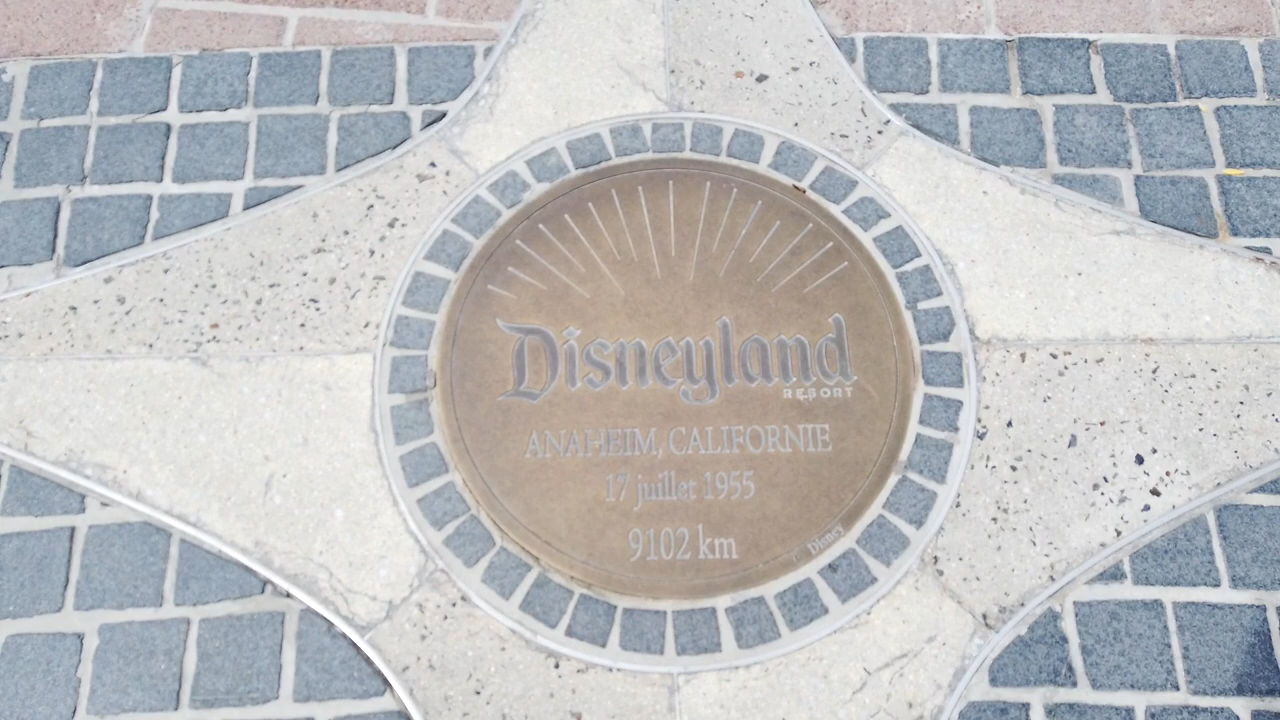 Disneyland
RESORT
ANAHEIM, CALIFORNIE
17 juillet 1955
9102 km
© Disney